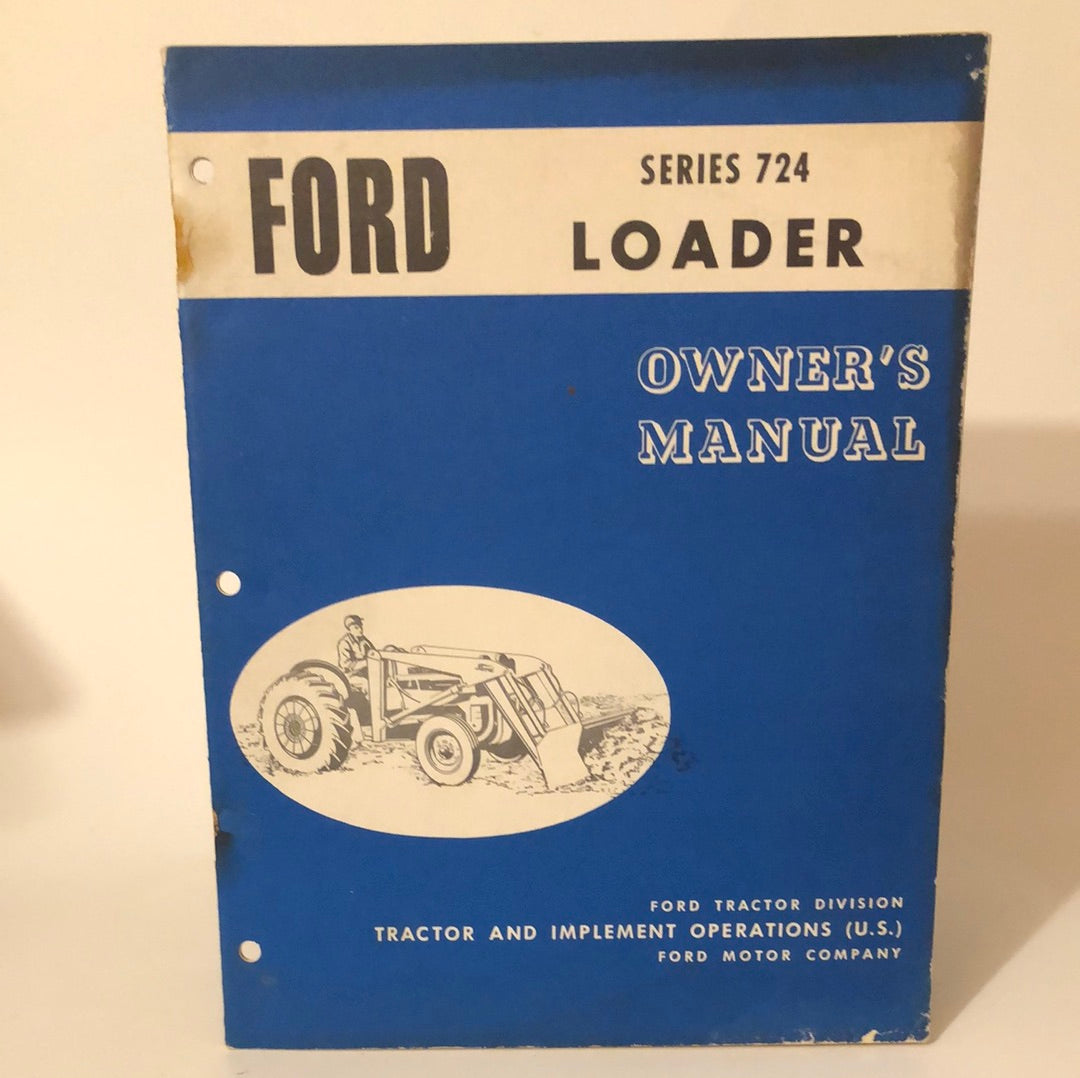 FORD
SERIES 724
LOADER
OWNER'S
MANUAL
FORD TRACTOR DIVISION
TRACTOR AND IMPLEMENT OPERATIONS (U.S.)
FORD MOTOR COMPANY